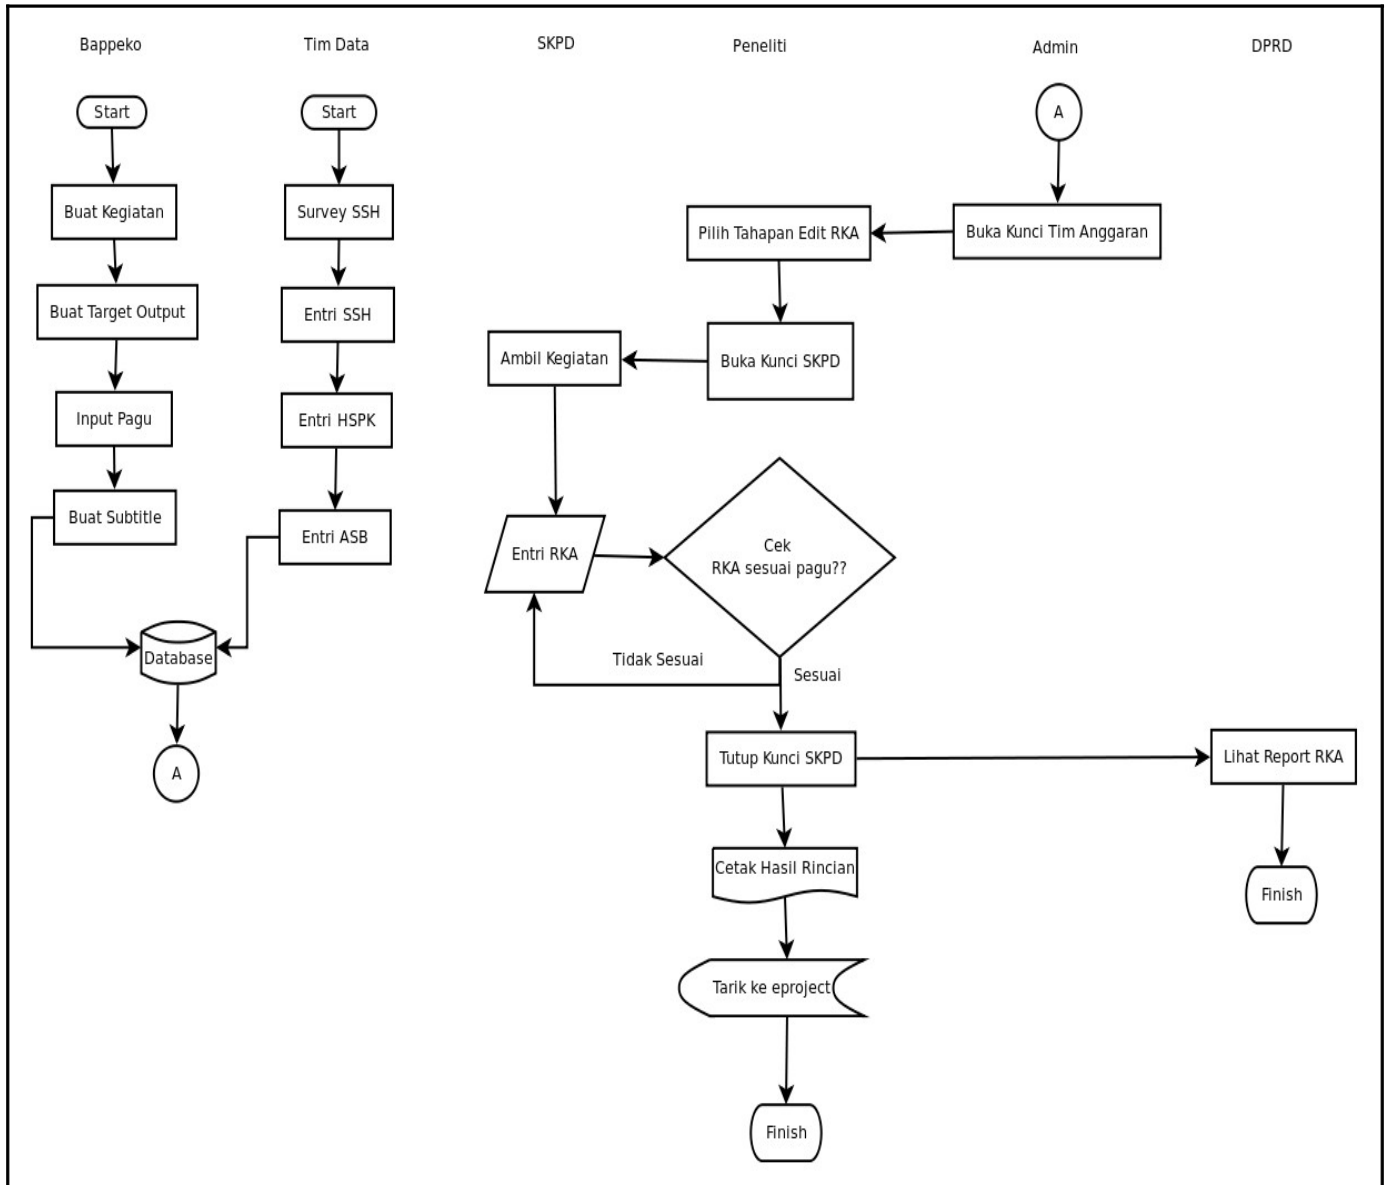 Bappeko
Tim Data
SKPD
Peneliti
Admin
DPRD
Start
Buat Kegiatan
Buat Target Output
Input Pagu
Buat Subtitle
Start
Survey SSH
Entri SSH
Entri HSPK
Entri ASB
Database
A
A
Buka Kunci Tim Anggaran
Pilih Tahapan Edit RKA
Buka Kunci SKPD
Ambil Kegiatan
Entri RKA
Cek
RKA sesuai pagu??
Tidak Sesuai
Sesuai
Tutup Kunci SKPD
Lihat Report RKA
Finish
Cetak Hasil Rincian
Tarik ke eproject
Finish